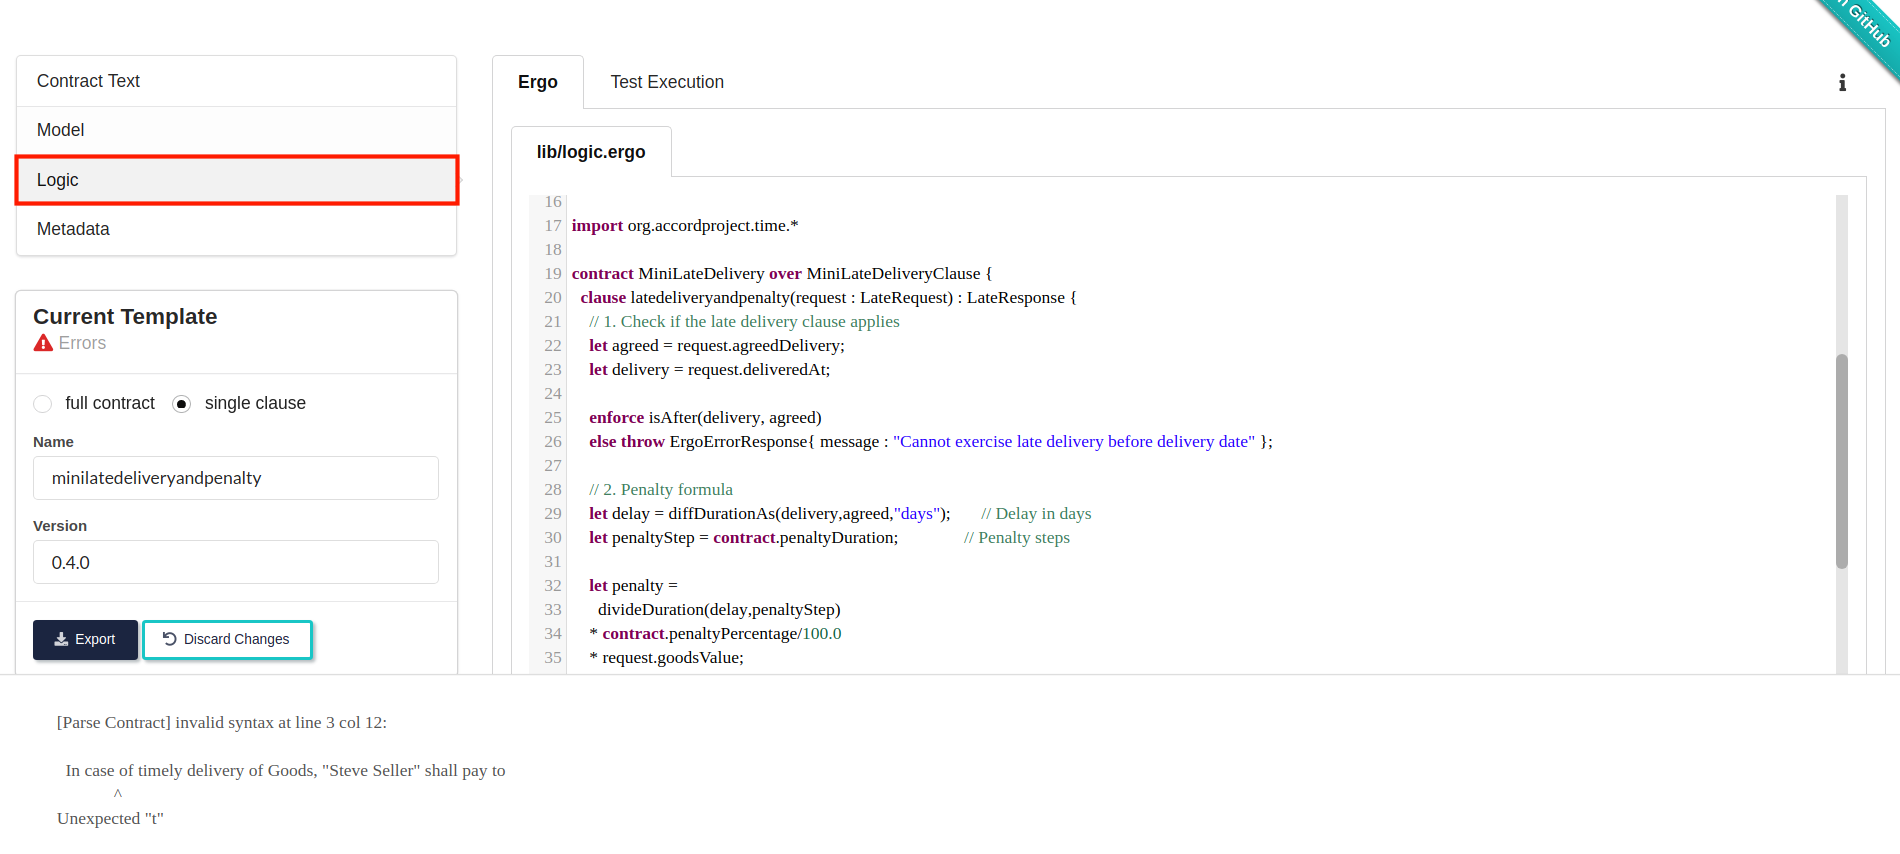 n GitHub
Contract Text
Model
Logic
Metadata
Current Template
Errors
full contract single clause
Name
minilatedeliveryandpenalty
Version
0.4.0
Export Discard Changes
Ergo Test Execution
lib/logic.ergo
16
17 import org.accordproject.time.*
18
19 contract MiniLateDelivery over MiniLateDeliveryClause {
20 clause latedeliveryandpenalty(request : LateRequest) : LateResponse {
21 // 1. Check if the late delivery clause applies
22 let agreed = request.agreedDelivery;
23 let delivery = request.deliveredAt;
24
25 enforce isAfter(delivery, agreed)
26 else throw ErgoErrorResponse{ message : "Cannot exercise late delivery before delivery date" };
27
28 // 2. Penalty formula
29 let delay = diffDurationAs(delivery,agreed,"days"); // Delay in days
30 let penaltyStep = contract.penaltyDuration; // Penalty steps
31
32 let penalty =
33 divideDuration(delay,penaltyStep)
34 * contract.penaltyPercentage/100.0
35 * request.goodsValue;
[Parse Contract] invalid syntax at line 3 col 12:
In case of timely delivery of Goods, "Steve Seller" shall pay to
^
Unexpected "t"